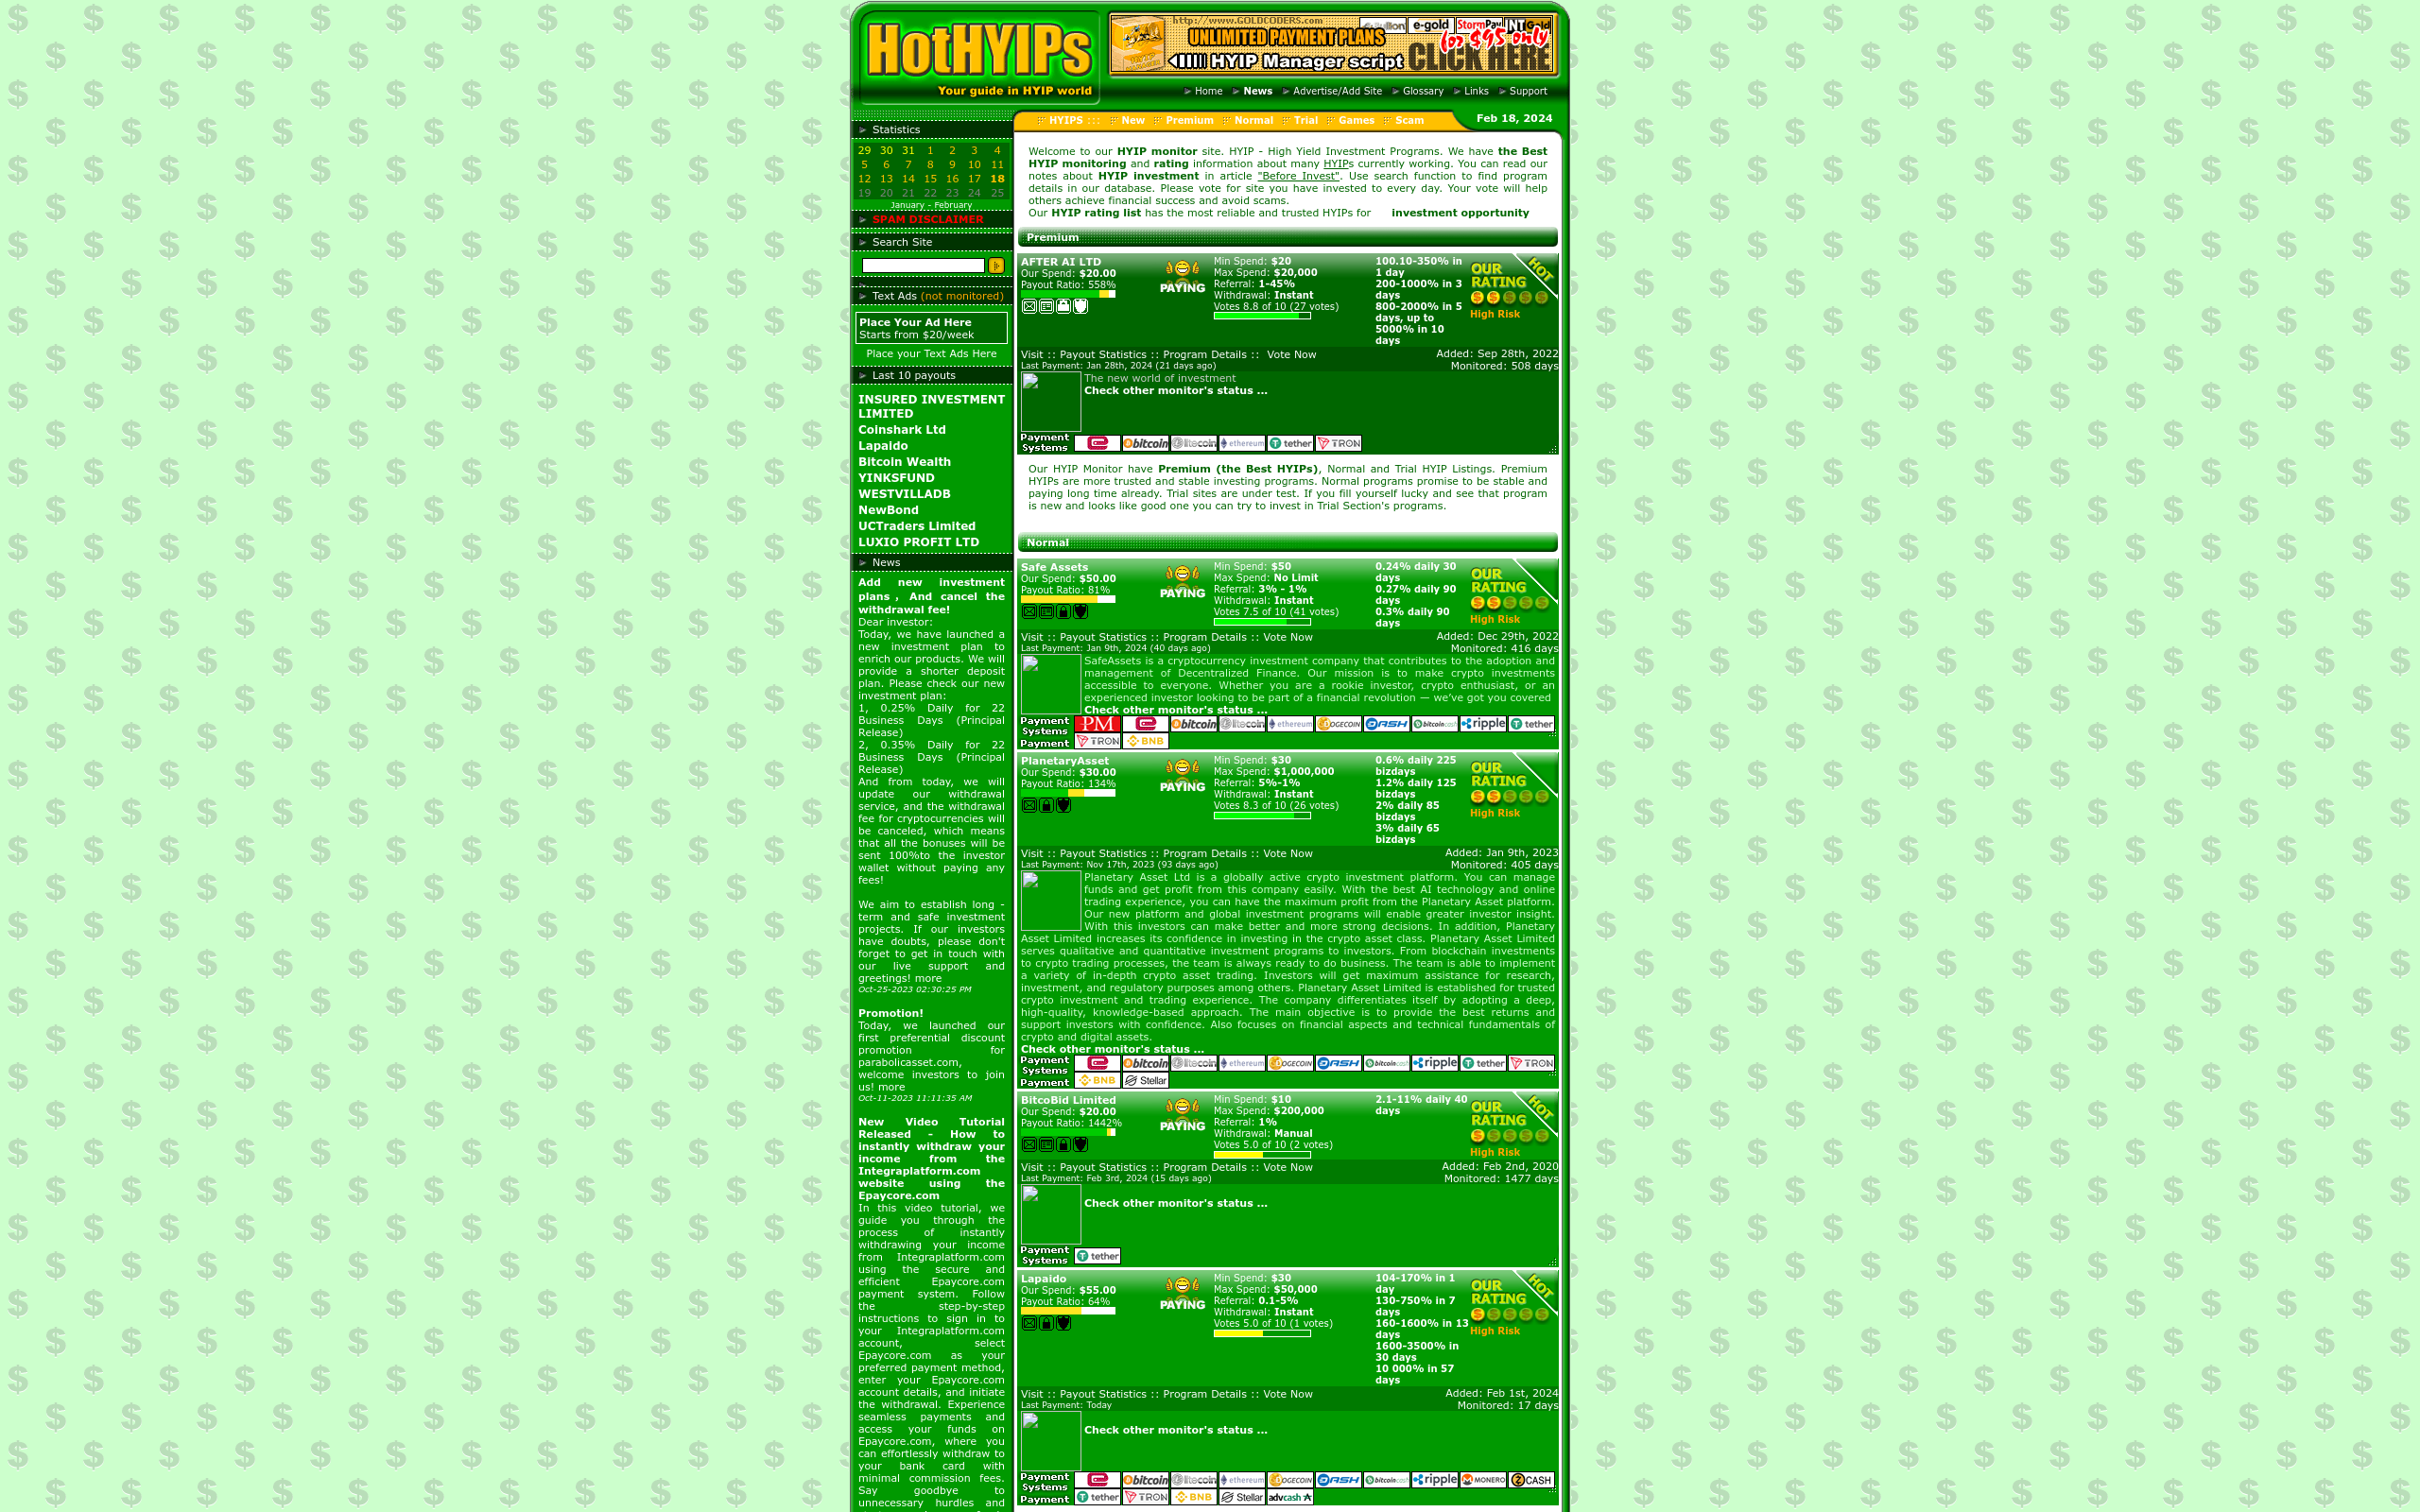 HotHYIPs
Your guide in HYIP world
http://www.GOLDCODERS.com
e-gold
StormPay
UNLIMITED PAYMENT PLANS
for $95 only
HYIP Manager script
CLICK HERE
Home
News
Advertise/Add Site
Glossary
Links
Support
HYIPS :::
New
Premium
Normal
Trial
Games
Scam
Feb 18, 2024
Statistics
29 30 31 1 2 3 4
5 6 7 8 9 10 11
12 13 14 15 16 17 18
19 20 21 22 23 24 25
January - February
SPAM DISCLAIMER
Search Site
Text Ads (not monitored)
Place Your Ad Here
Starts from $20/week
Place your Text Ads Here
Last 10 payouts
INSURED INVESTMENT
LIMITED
Coinshark Ltd
Lapaido
Bitcoin Wealth
YINKSFUND
WESTVILLADB
NewBond
UCTraders Limited
LUXIO PROFIT LTD
News
Add new investment
plans , And cancel the
withdrawal fee!
Dear investor:
Today, we have launched a
new investment plan to
enrich our products. We will
provide a shorter deposit
plan. Please check our new
investment plan:
1, 0.25% Daily for 22
Business Days (Principal
Release)
2, 0.35% Daily for 22
Business Days (Principal
Release)
And from today, we will
update our withdrawal
service, and the withdrawal
fee for cryptocurrencies will
be canceled, which means
that all the bonuses will be
sent 100%to the investor
wallet without paying any
fees!
We aim to establish long -
term and safe investment
projects. If our investors
have doubts, please don't
forget to get in touch with
our live support and
greetings! more
Oct-25-2023 02:30:25 PM
Promotion!
Today, we launched our
first preferential discount
promotion for
parabolicasset.com,
welcome investors to join
us! more
Oct-11-2023 11:11:35 AM
New Video Tutorial
Released - How to
instantly withdraw your
income from the
Integraplatform.com
website using the
Epaycore.com
In this video tutorial, we
guide you through the
process of instantly
withdrawing your income
from Integraplatform.com
using the secure and
efficient Epaycore.com
payment system. Follow
the step-by-step
instructions to sign in to
your Integraplatform.com
account, select
Epaycore.com as your
preferred payment method,
enter your Epaycore.com
account details, and initiate
the withdrawal. Experience
seamless payments and
access your funds on
Epaycore.com, where you
can effortlessly withdraw to
your bank card with
minimal commission fees.
Say goodbye to
unnecessary hurdles and
Welcome to our HYIP monitor site. HYIP - High Yield Investment Programs. We have the Best
HYIP monitoring and rating information about many HYIPs currently working. You can read our
notes about HYIP investment in article "Before Invest". Use search function to find program
details in our database. Please vote for site you have invested to every day. Your vote will help
others achieve financial success and avoid scams.
Our HYIP rating list has the most reliable and trusted HYIPs for investment opportunity
Premium
AFTER AI LTD
Our Spend: $20.00
Payout Ratio: 558%
PAYING
Min Spend: $20
Max Spend: $20,000
Referral: 1-45%
Withdrawal: Instant
Votes 8.8 of 10 (27 votes)
100.10-350% in
1 day
200-1000% in 3
days
800-2000% in 5
days, up to
5000% in 10
days
OUR
RATING
HOT
High Risk
Visit :: Payout Statistics :: Program Details :: Vote Now
Added: Sep 28th, 2022
Last Payment: Jan 28th, 2024 (21 days ago)
Monitored: 508 days
The new world of investment
Check other monitor's status ...
Payment
Systems
bitcoin litecoin ethereum tether TRON
Our HYIP Monitor have Premium (the Best HYIPs), Normal and Trial HYIP Listings. Premium
HYIPs are more trusted and stable investing programs. Normal programs promise to be stable and
paying long time already. Trial sites are under test. If you fill yourself lucky and see that program
is new and looks like good one you can try to invest in Trial Section's programs.
Normal
Safe Assets
Our Spend: $50.00
Payout Ratio: 81%
PAYING
Min Spend: $50
Max Spend: No Limit
Referral: 3% - 1%
Withdrawal: Instant
Votes 7.5 of 10 (41 votes)
0.24% daily 30
days
0.27% daily 90
days
0.3% daily 90
days
OUR
RATING
High Risk
Visit :: Payout Statistics :: Program Details :: Vote Now
Added: Dec 29th, 2022
Last Payment: Jan 9th, 2024 (40 days ago)
Monitored: 416 days
SafeAssets is a cryptocurrency investment company that contributes to the adoption and
management of Decentralized Finance. Our mission is to make crypto investments
accessible to everyone. Whether you are a rookie investor, crypto enthusiast, or an
experienced investor looking to be part of a financial revolution — we've got you covered
Check other monitor's status ...
Payment
Systems
PM bitcoin litecoin ethereum DOGECOIN DASH bitcoincash ripple tether
Payment
TRON BNB
PlanetaryAsset
Our Spend: $30.00
Payout Ratio: 134%
PAYING
Min Spend: $30
Max Spend: $1,000,000
Referral: 5%-1%
Withdrawal: Instant
Votes 8.3 of 10 (26 votes)
0.6% daily 225
bizdays
1.2% daily 125
bizdays
2% daily 85
bizdays
3% daily 65
bizdays
OUR
RATING
High Risk
Visit :: Payout Statistics :: Program Details :: Vote Now
Added: Jan 9th, 2023
Last Payment: Nov 17th, 2023 (93 days ago)
Monitored: 405 days
Planetary Asset Ltd is a globally active crypto investment platform. You can manage
funds and get profit from this company easily. With the best AI technology and online
trading experience, you can have the maximum profit from the Planetary Asset platform.
Our new platform and global investment programs will enable greater investor insight.
With this investors can make better and more strong decisions. In addition, Planetary
Asset Limited increases its confidence in investing in the crypto asset class. Planetary Asset Limited
serves qualitative and quantitative investment programs to investors. From blockchain investments
to crypto trading processes, the team is always ready to do business. The team is able to implement
a variety of in-depth crypto asset trading. Investors will get maximum assistance for research,
investment, and regulatory purposes among others. Planetary Asset Limited is established for trusted
crypto investment and trading experience. The company differentiates itself by adopting a deep,
high-quality, knowledge-based approach. The main objective is to provide the best returns and
support investors with confidence. Also focuses on financial aspects and technical fundamentals of
crypto and digital assets.
Check other monitor's status ...
Payment
Systems
bitcoin litecoin ethereum DOGECOIN DASH bitcoincash ripple tether TRON
Payment
BNB Stellar
BitcoBid Limited
Our Spend: $20.00
Payout Ratio: 1442%
PAYING
Min Spend: $10
Max Spend: $200,000
Referral: 1%
Withdrawal: Manual
Votes 5.0 of 10 (2 votes)
2.1-11% daily 40
days
OUR
RATING
HOT
High Risk
Visit :: Payout Statistics :: Program Details :: Vote Now
Added: Feb 2nd, 2020
Last Payment: Feb 3rd, 2024 (15 days ago)
Monitored: 1477 days
Check other monitor's status ...
Payment
Systems
tether
Lapaido
Our Spend: $55.00
Payout Ratio: 64%
PAYING
Min Spend: $30
Max Spend: $50,000
Referral: 0.1-5%
Withdrawal: Instant
Votes 5.0 of 10 (1 votes)
104-170% in 1
day
130-750% in 7
days
160-1600% in 13
days
1600-3500% in
30 days
10 000% in 57
days
OUR
RATING
HOT
High Risk
Visit :: Payout Statistics :: Program Details :: Vote Now
Added: Feb 1st, 2024
Last Payment: Today
Monitored: 17 days
Check other monitor's status ...
Payment
Systems
bitcoin litecoin ethereum DOGECOIN DASH bitcoincash ripple MONERO ZCASH
Payment
tether TRON BNB Stellar advcash